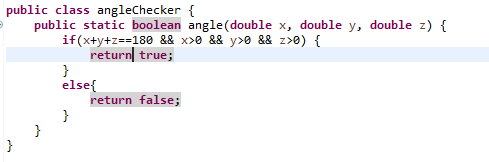 public class angleChecker {
    public static boolean angle(double x, double y, double z) {
        if(x+y+z==180 && x>0 && y>0 && z>0) {
            return true;
        }
        else{
            return false;
        }
    }
}